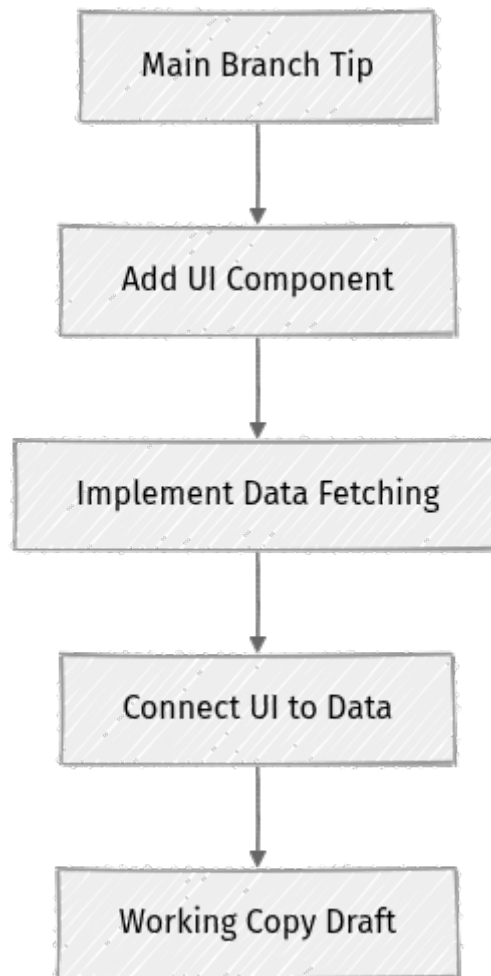 Main Branch Tip
Add UI Component
Implement Data Fetching
Connect UI to Data
Working Copy Draft